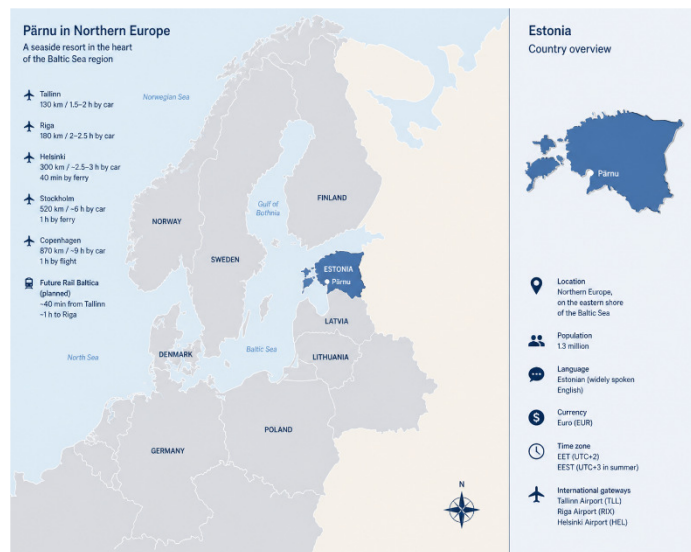 Pärnu in Northern Europe
A seaside resort in the heart
of the Baltic Sea region
Tallinn
130 km / 1.5–2 h by car
Riga
180 km / 2–2.5 h by car
Helsinki
300 km / ~2.5–3 h by car
40 min by ferry
Stockholm
520 km / ~6 h by car
1 h by ferry
Copenhagen
870 km / ~9 h by car
1 h by flight
Future Rail Baltica
(planned)
~40 min from Tallinn
~1 h to Riga
Norwegian Sea
Gulf of
Bothnia
FINLAND
NORWAY
SWEDEN
ESTONIA
Pärnu
LATVIA
LITHUANIA
Baltic Sea
North Sea
DENMARK
POLAND
GERMANY
N
Estonia
Country overview
Pärnu
Location
Northern Europe,
on the eastern shore
of the Baltic Sea
Population
1.3 million
Language
Estonian (widely spoken
English)
Currency
Euro (EUR)
Time zone
EET (UTC+2)
EEST (UTC+3 in summer)
International gateways
Tallinn Airport (TLL)
Riga Airport (RIX)
Helsinki Airport (HEL)